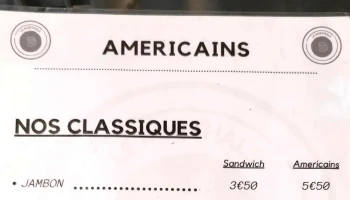 AMERICAINS
NOS CLASSIQUES
Sandwich Americains
• JAMBON 3€50 5€50